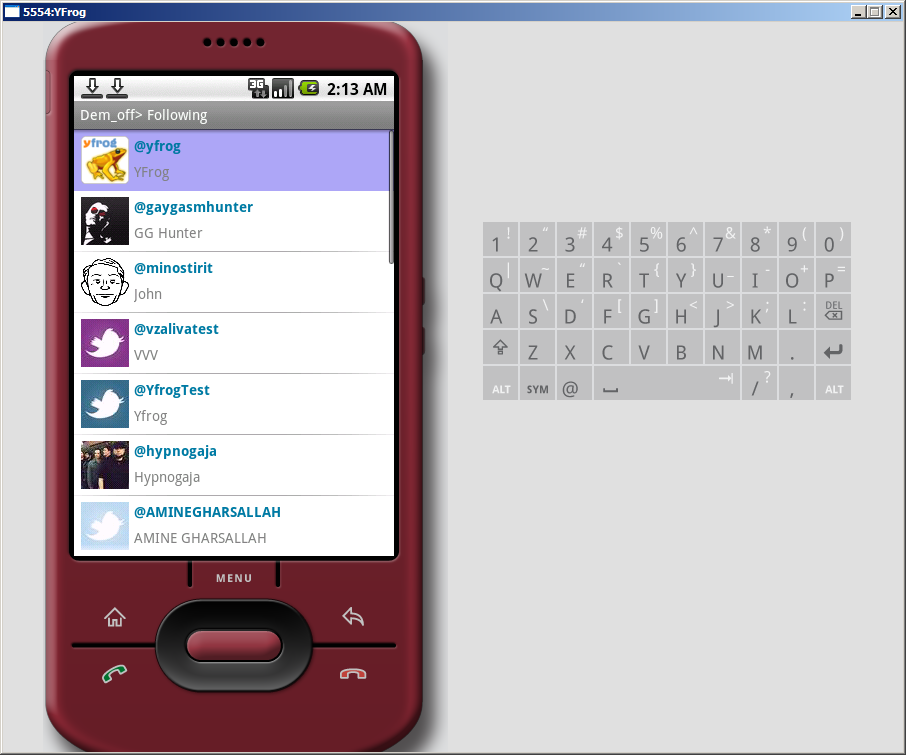 5554:YFrog
3G 2:13 AM
Dem_off> Following
yfrog
@yfrog
YFrog
@gaygasmhunter
GG Hunter
@minostirit
John
@vzalivatest
VVV
@YfrogTest
Yfrog
@hypnogaja
Hypnogaja
@AMINEGHARSALLAH
AMINE GHARSALLAH
MENU
1 ! 2 “ 3 # 4 $ 5 % 6 ^ 7 & 8 * 9 ( 0 )
Q | W ~ E “ R ` T { Y } U _ I - O + P =
A S \ D ‘ F [ G ] H < J > K ; L : DEL
Z X C V B N M .
ALT SYM @ / ? , ALT